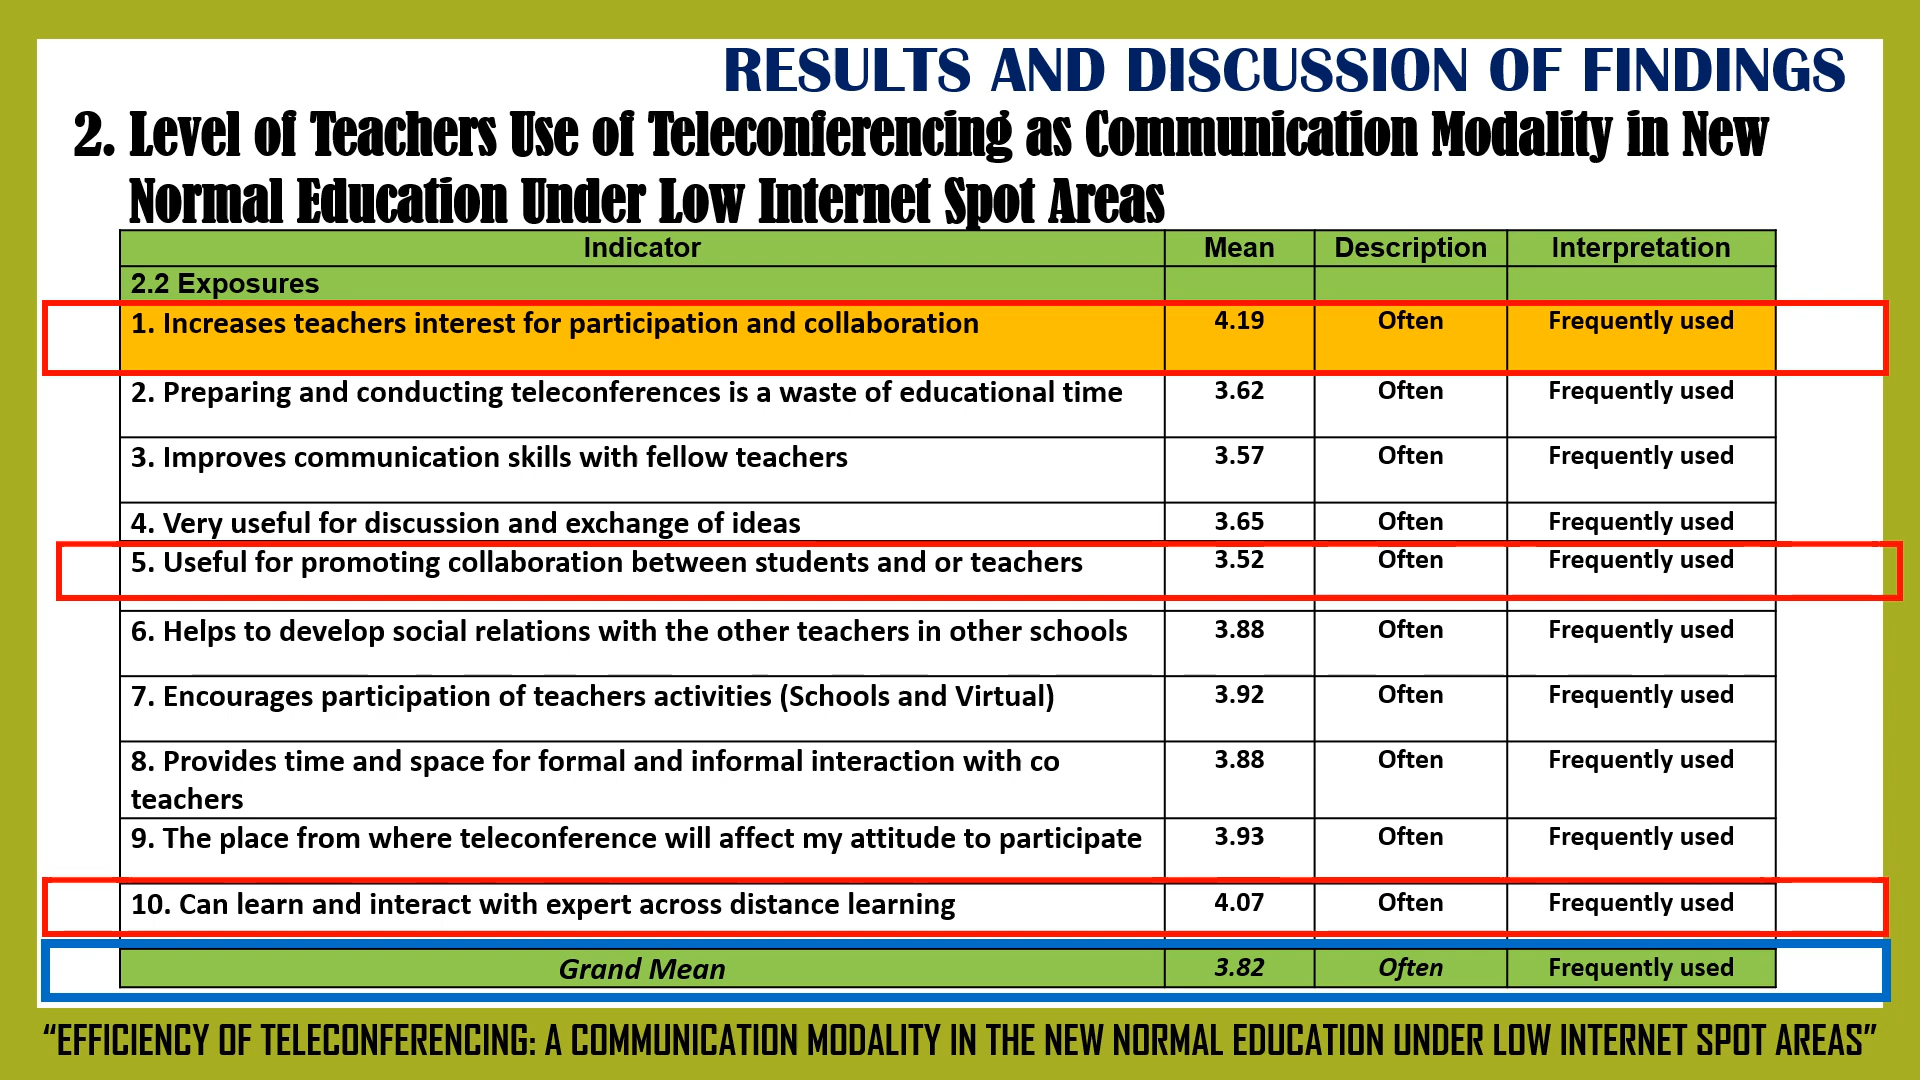 RESULTS AND DISCUSSION OF FINDINGS
2. Level of Teachers Use of Teleconferencing as Communication Modality in New
Normal Education Under Low Internet Spot Areas
Indicator Mean Description Interpretation
2.2 Exposures
1. Increases teachers interest for participation and collaboration 4.19 Often Frequently used
2. Preparing and conducting teleconferences is a waste of educational time 3.62 Often Frequently used
3. Improves communication skills with fellow teachers 3.57 Often Frequently used
4. Very useful for discussion and exchange of ideas 3.65 Often Frequently used
5. Useful for promoting collaboration between students and or teachers 3.52 Often Frequently used
6. Helps to develop social relations with the other teachers in other schools 3.88 Often Frequently used
7. Encourages participation of teachers activities (Schools and Virtual) 3.92 Often Frequently used
8. Provides time and space for formal and informal interaction with co 3.88 Often Frequently used
teachers
9. The place from where teleconference will affect my attitude to participate 3.93 Often Frequently used
10. Can learn and interact with expert across distance learning 4.07 Often Frequently used
Grand Mean 3.82 Often Frequently used
“EFFICIENCY OF TELECONFERENCING: A COMMUNICATION MODALITY IN THE NEW NORMAL EDUCATION UNDER LOW INTERNET SPOT AREAS”